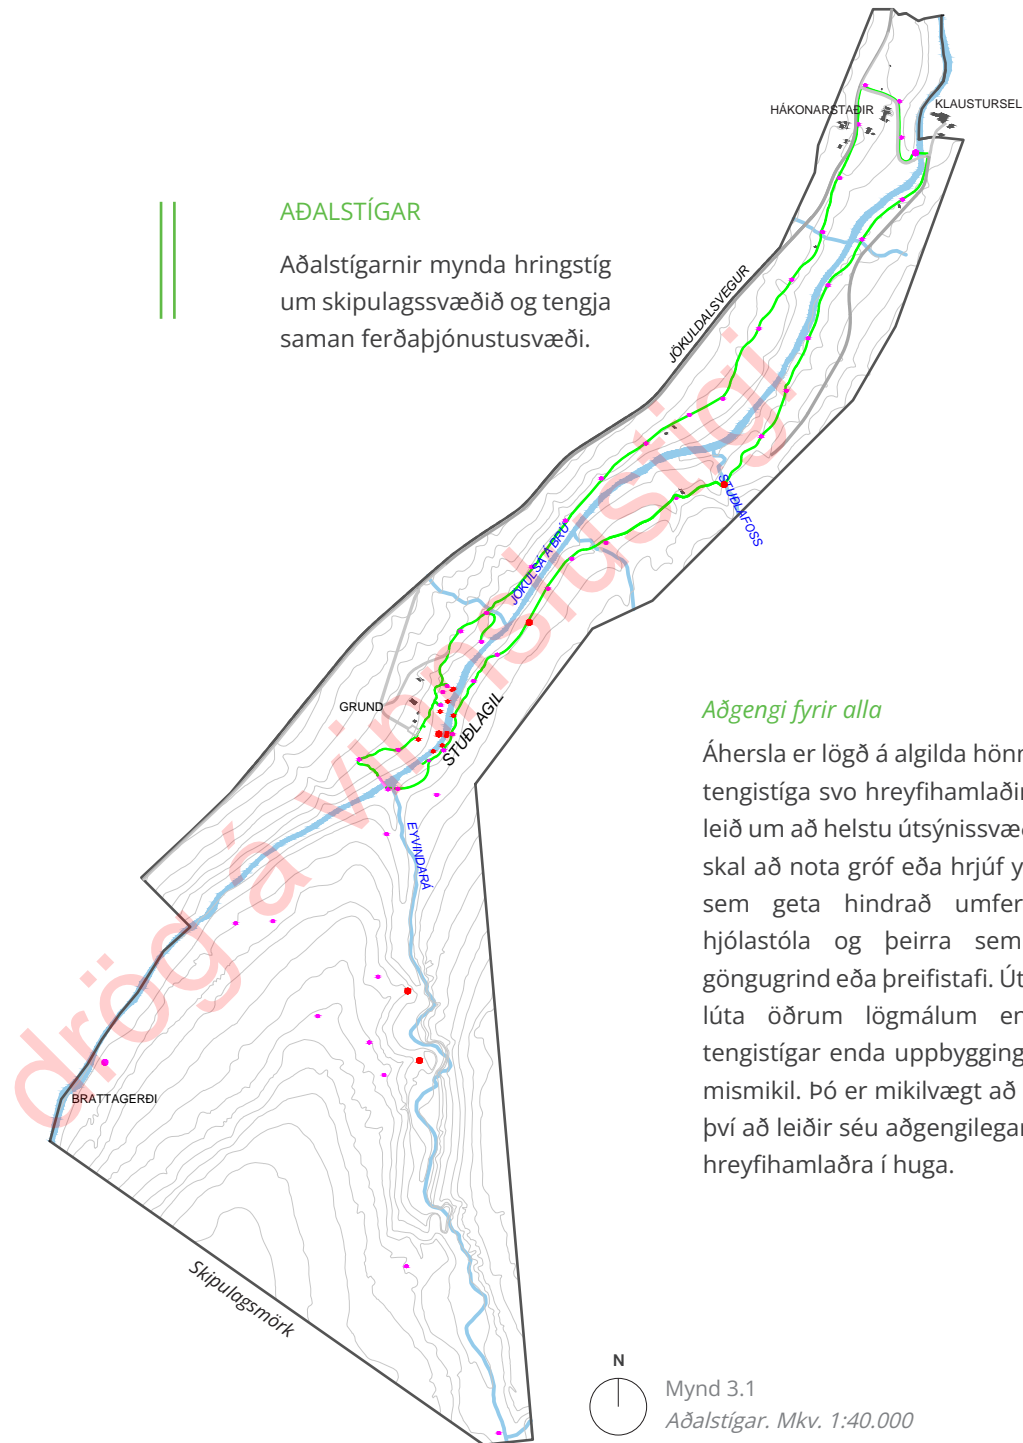 HÁKONARSTAÐIR
KLAUSTURSEL
AÐALSTÍGAR
Aðalstígarnir mynda hringstíg
um skipulagssvæðið og tengja
saman ferðaþjónustusvæði.
JÖKULDALSVEGUR
STUÐLAFOSS
JÖKULSÁ Á BRÚ
GRUND
STUÐLAGIL
EYVINDARÁ
BRATTAGERÐI
Skipulagsmörk
drög á vinnslustigi
Aðgengi fyrir alla
Áhersla er lögð á algilda hönn
tengistíga svo hreyfihamlaðir
leið um að helstu útsýnissvæ
skal að nota gróf eða hrjúf y
sem geta hindrað umfer
hjólastóla og þeirra sem
göngugrind eða þreifistafi. Út
lúta öðrum lögmálum en
tengistígar enda uppbygging
mismikil. Þó er mikilvægt að
því að leiðir séu aðgengilegar
hreyfihamlaðra í huga.
N
Mynd 3.1
Aðalstígar. Mkv. 1:40.000